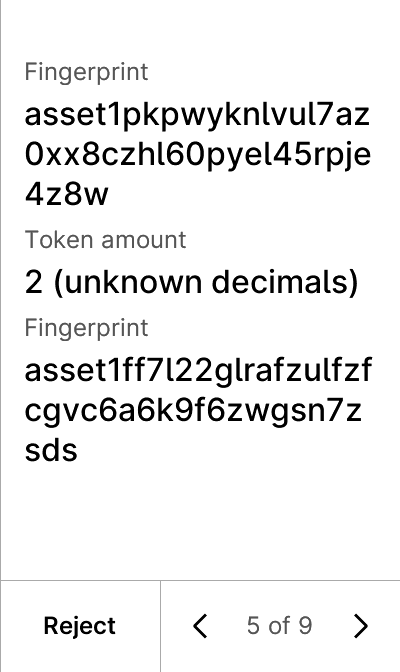 Fingerprint
asset1pkpwyknlvul7az
0xx8czhl60pyel45rpje
4z8w
Token amount
2 (unknown decimals)
Fingerprint
asset1ff7l22glrafzulfzf
cgvc6a6k9f6zwgsn7z
sds
Reject
5 of 9